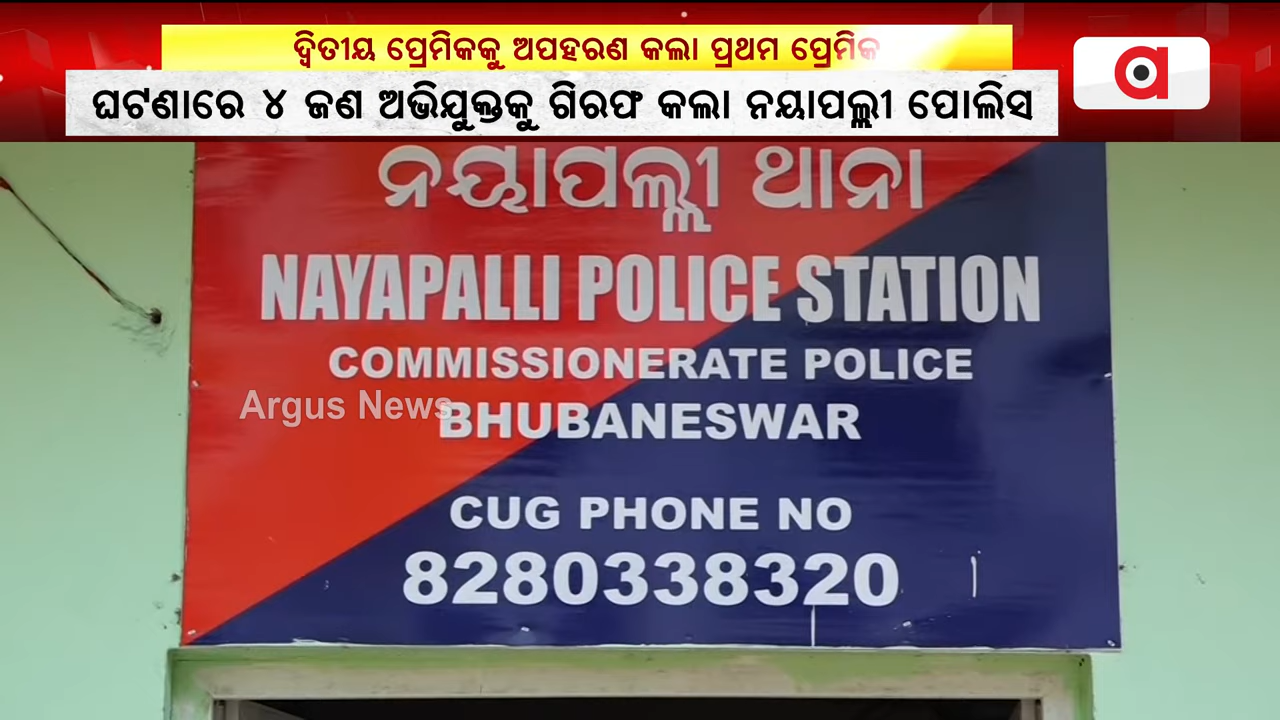 ଦ୍ୱିତୀୟ ପ୍ରେମିକକୁ ଅପହରଣ କଲା ପ୍ରଥମ ପ୍ରେମିକ
ଘଟଣାରେ ୪ ଜଣ ଅଭିଯୁକ୍ତକୁ ଗିରଫ କଲା ନୟାପଲ୍ଲୀ ପୋଲିସ
a
ନୟାପଲ୍ଲୀ ଥାନା
NAYAPALLI POLICE STATION
COMMISSIONERATE POLICE
Argus News
BHUBANESWAR
CUG PHONE NO
8280338320